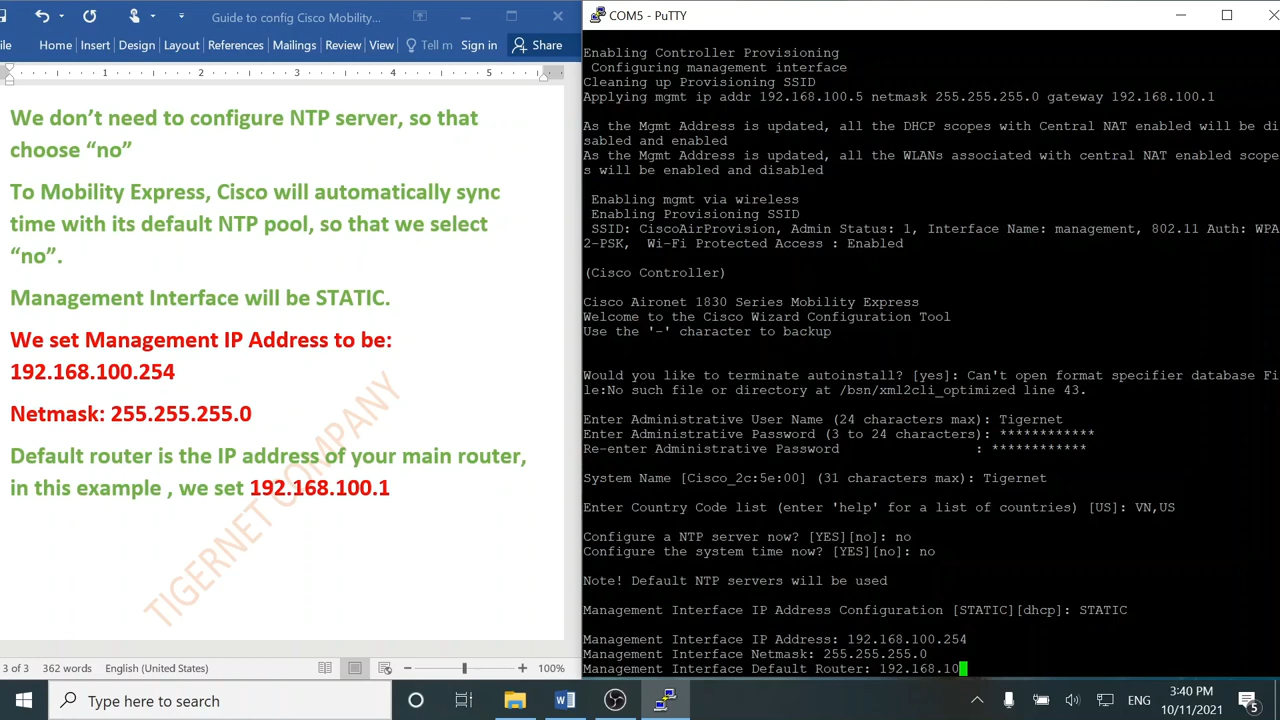 Guide to config Cisco Mobility...
File Home Insert Design Layout References Mailings Review View Tell m Sign in Share
1 2 3 4 5
We don’t need to configure NTP server, so that
choose “no”
To Mobility Express, Cisco will automatically sync
time with its default NTP pool, so that we select
“no”.
Management Interface will be STATIC.
We set Management IP Address to be:
192.168.100.254
Netmask: 255.255.255.0
Default router is the IP address of your main router,
in this example , we set 192.168.100.1
TIGERNET COMPANY
3 of 3 362 words English (United States) 100%
COM5 - PuTTY
Enabling Controller Provisioning
Configuring management interface
Cleaning up Provisioning SSID
Applying mgmt ip addr 192.168.100.5 netmask 255.255.255.0 gateway 192.168.100.1
As the Mgmt Address is updated, all the DHCP scopes with Central NAT enabled will be di
sabled and enabled
As the Mgmt Address is updated, all the WLANs associated with central NAT enabled scope
s will be enabled and disabled
Enabling mgmt via wireless
Enabling Provisioning SSID
SSID: CiscoAirProvision, Admin Status: 1, Interface Name: management, 802.11 Auth: WPA
2-PSK, Wi-Fi Protected Access : Enabled
(Cisco Controller)
Cisco Aironet 1830 Series Mobility Express
Welcome to the Cisco Wizard Configuration Tool
Use the '-' character to backup
Would you like to terminate autoinstall? [yes]: Can't open format specifier database Fi
le:No such file or directory at /bsn/xml2cli_optimized line 43.
Enter Administrative User Name (24 characters max): Tigernet
Enter Administrative Password (3 to 24 characters): ************
Re-enter Administrative Password : ************
System Name [Cisco_2c:5e:00] (31 characters max): Tigernet
Enter Country Code list (enter 'help' for a list of countries) [US]: VN,US
Configure a NTP server now? [YES][no]: no
Configure the system time now? [YES][no]: no
Note! Default NTP servers will be used
Management Interface IP Address Configuration [STATIC][dhcp]: STATIC
Management Interface IP Address: 192.168.100.254
Management Interface Netmask: 255.255.255.0
Management Interface Default Router: 192.168.10
Type here to search
ENG
3:40 PM
10/11/2021
5